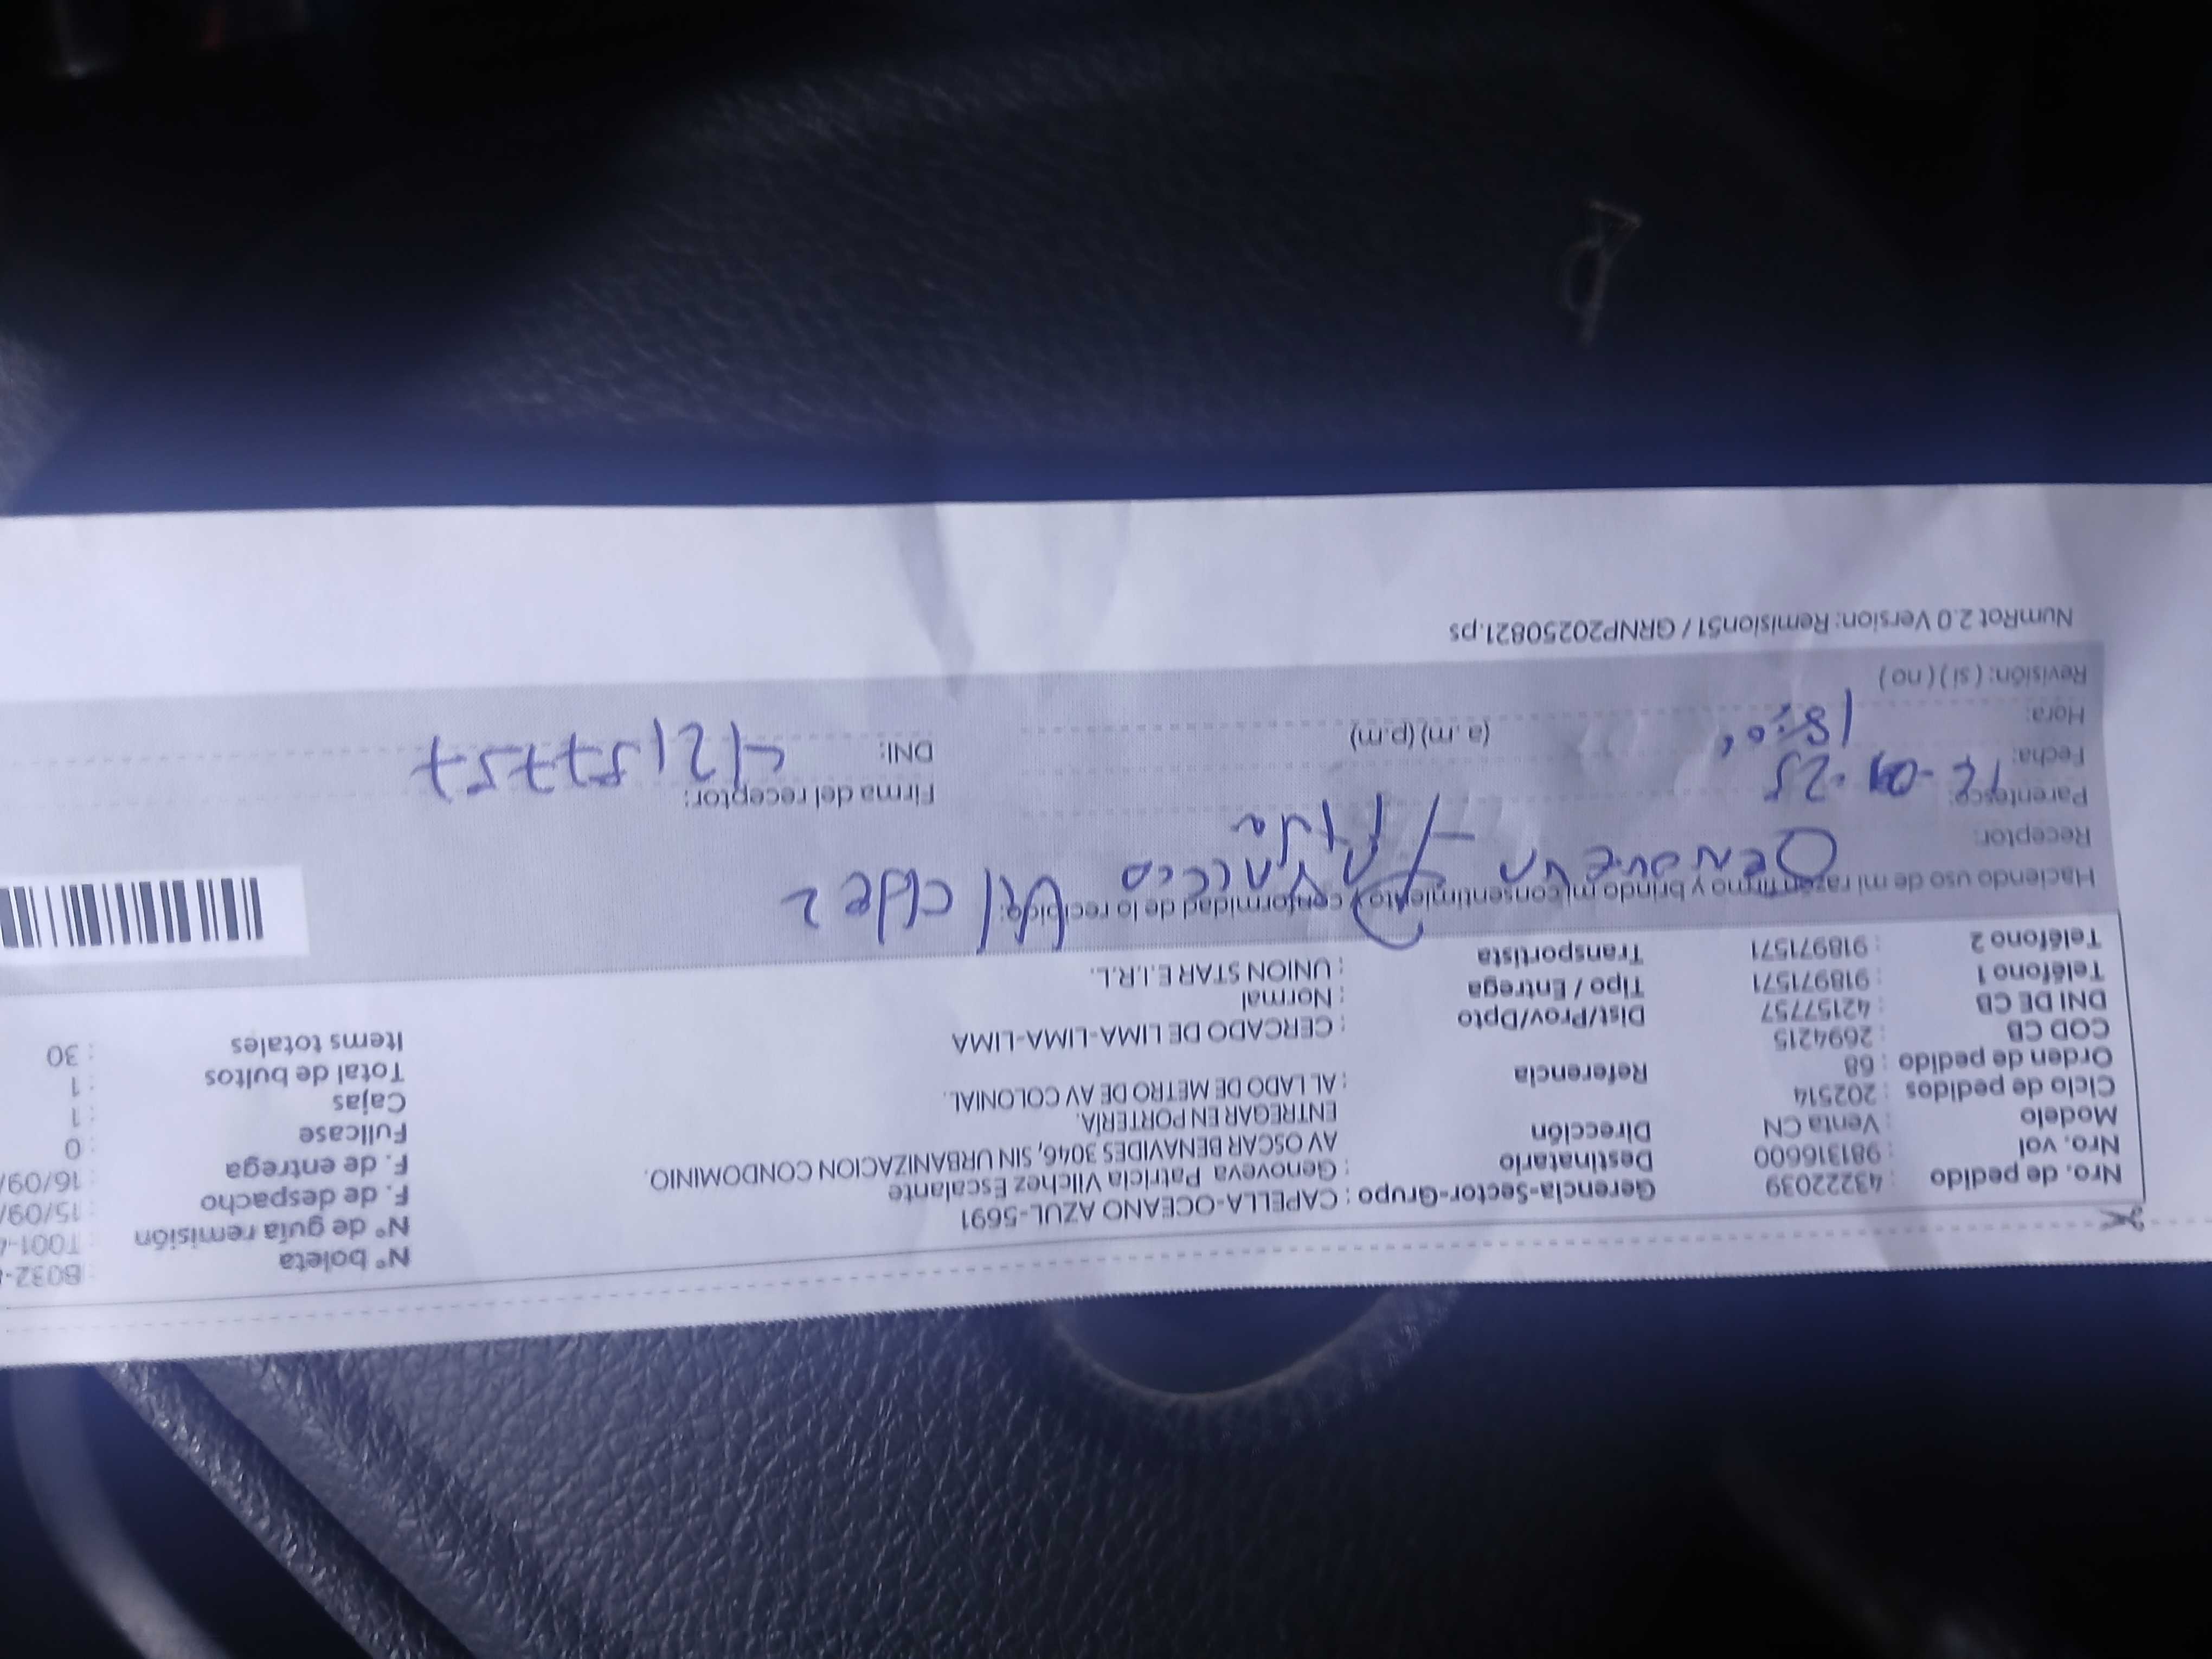 Nº boleta : B032-
Nº de guía remisión : T001-
F. de despacho : 15/09/
F. de entrega : 16/09/
Fullcase : 0
Cajas : 1
Total de bultos : 1
Items totales : 30
Gerencia-Sector-Grupo : CAPELLA-OCEANO AZUL-5691
Destinatario : Genoveva Patricia Vilchez Escalante
Dirección AV OSCAR BENAVIDES 3046, SIN URBANIZACION CONDOMINIO.
ENTREGAR EN PORTERÍA.
Referencia : AL LADO DE METRO DE AV COLONIAL.
Dist/Prov/Dpto : CERCADO DE LIMA-LIMA-LIMA
Tipo / Entrega : Normal
Transportista : UNION STAR E.I.R.L.
Nro. de pedido : 43222039
Nro. vol : 981316600
Modelo : Venta CN
Ciclo de pedidos : 202514
Orden de pedido : 68
COD CB : 2694215
DNI DE CB : 42157757
Teléfono 1 : 918971571
Teléfono 2 : 918971571
Haciendo uso de mi razón firmo y brindo mi consentimiento y conformidad de lo recibido:
Receptor: Genoveva
Parentesco:
Fecha: -09-25
Hora: (a.m) (p.m)
Revisión: ( si ) ( no )
Firma del receptor:
DNI: 42157757
NumRot 2.0 Version: Remision51 / GRNP20250821.ps